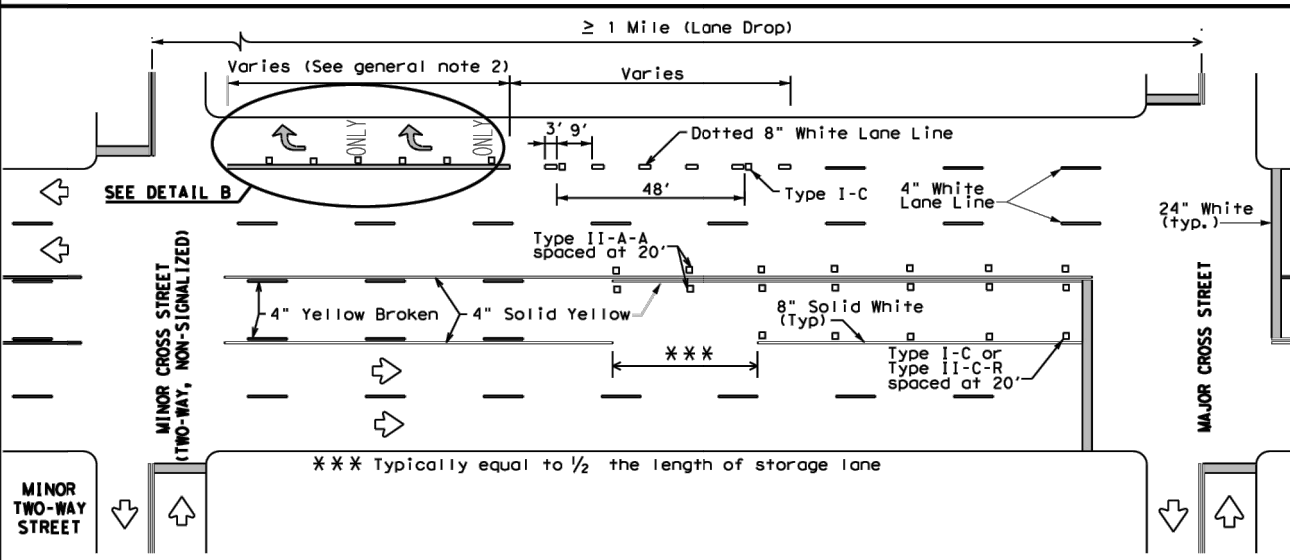 ≥ 1 Mile (Lane Drop)
Varies (See general note 2)
Varies
ONLY
ONLY
3' 9'
Dotted 8" White Lane Line
48'
Type I-C
4" White
Lane Line
24" White
(typ.)
SEE DETAIL B
Type II-A-A
spaced at 20'
4" Yellow Broken
4" Solid Yellow
8" Solid White
(Typ)
***
Type I-C or
Type II-C-R
spaced at 20'
MINOR CROSS STREET
(TWO-WAY, NON-SIGNALIZED)
MAJOR CROSS STREET
*** Typically equal to ½ the length of storage lane
MINOR
TWO-WAY
STREET